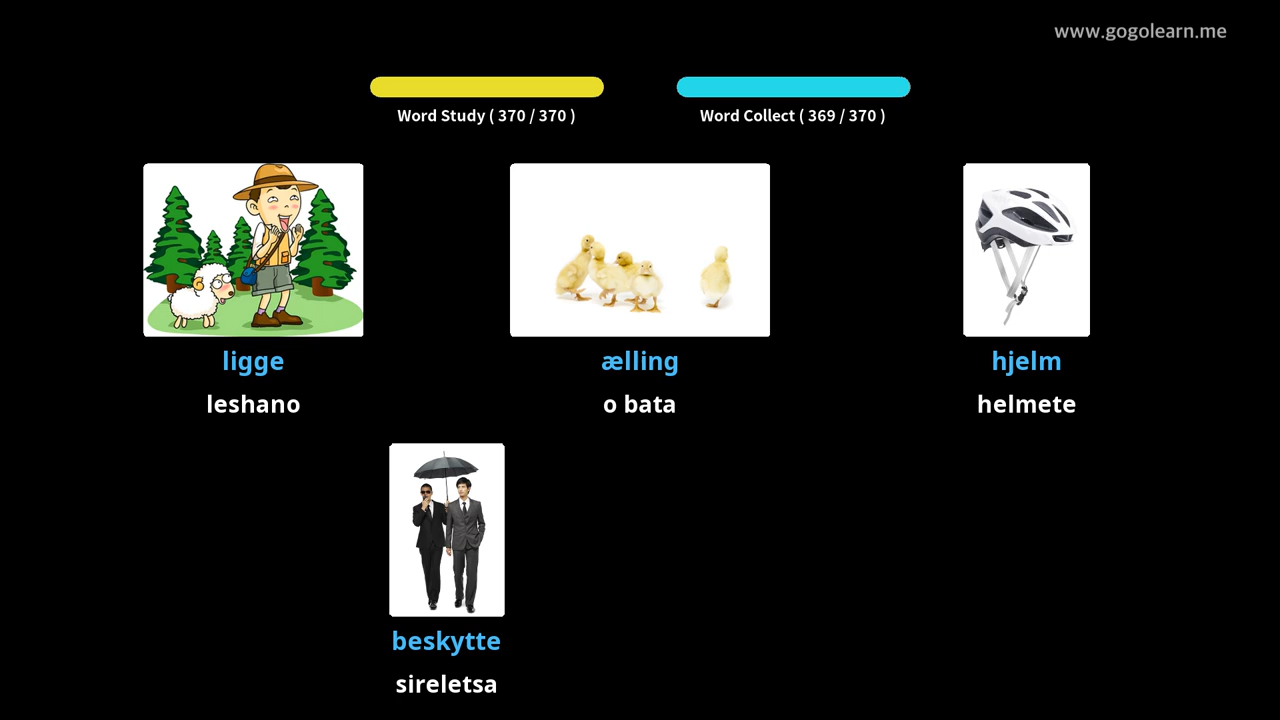 www.gogolearn.me
Word Study ( 370 / 370 )
Word Collect ( 369 / 370 )
ligge
leshano
ælling
o bata
hjelm
helmete
beskytte
sireletsa